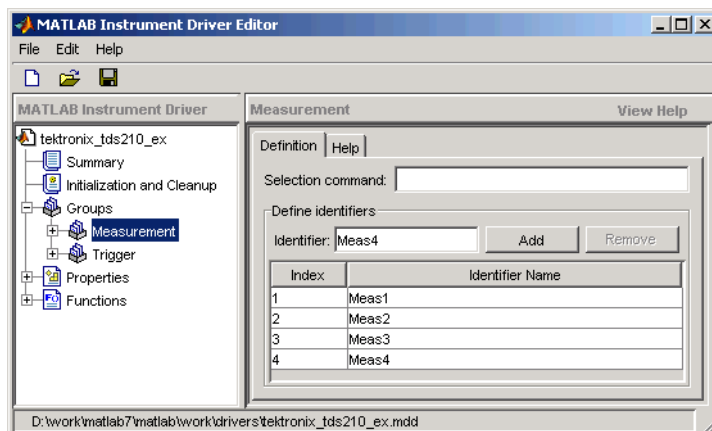 MATLAB Instrument Driver Editor
File Edit Help
MATLAB Instrument Driver
tektronix_tds210_ex
Summary
Initialization and Cleanup
Groups
Measurement
Trigger
Properties
Functions
Measurement View Help
Definition Help
Selection command:
Define identifiers
Identifier: Meas4 Add Remove
Index Identifier Name
1 Meas1
2 Meas2
3 Meas3
4 Meas4
D:\work\matlab7\matlab\work\drivers\tektronix_tds210_ex.mdd